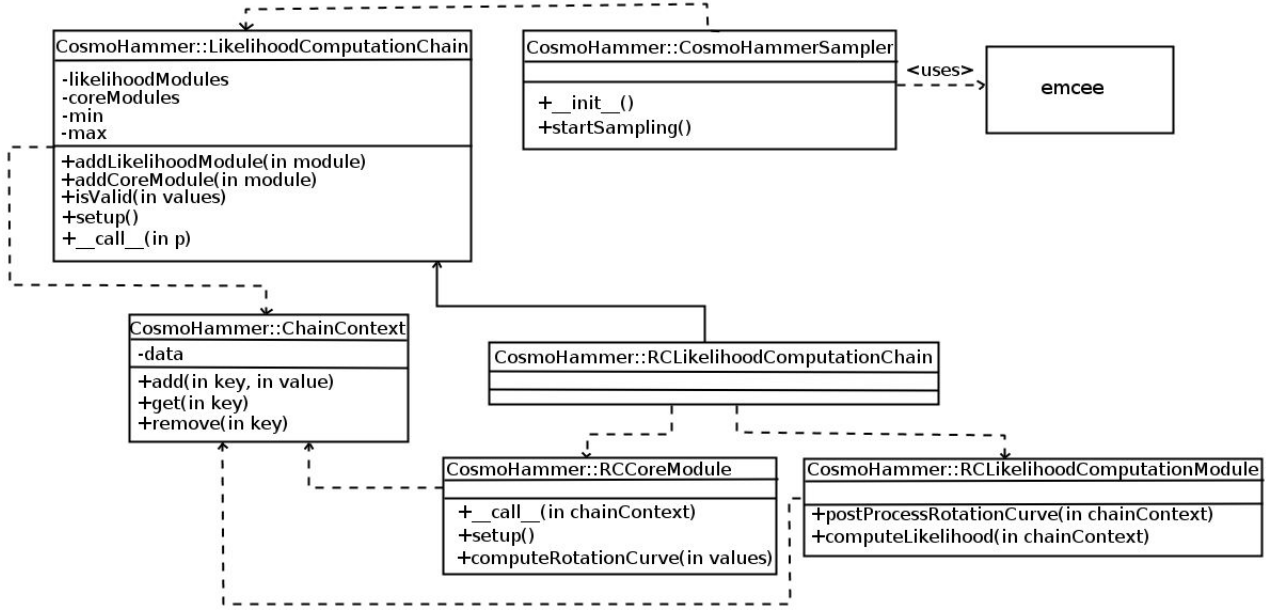 CosmoHammer::LikelihoodComputationChain
-likelihoodModules
-coreModules
-min
-max
+addLikelihoodModule(in module)
+addCoreModule(in module)
+isValid(in values)
+setup()
+__call__(in p)
CosmoHammer::CosmoHammerSampler
+__init__()
+startSampling()
<uses>
emcee
CosmoHammer::ChainContext
-data
+add(in key, in value)
+get(in key)
+remove(in key)
CosmoHammer::RCLikelihoodComputationChain
CosmoHammer::RCCoreModule
+__call__(in chainContext)
+setup()
+computeRotationCurve(in values)
CosmoHammer::RCLikelihoodComputationModule
+postProcessRotationCurve(in chainContext)
+computeLikelihood(in chainContext)